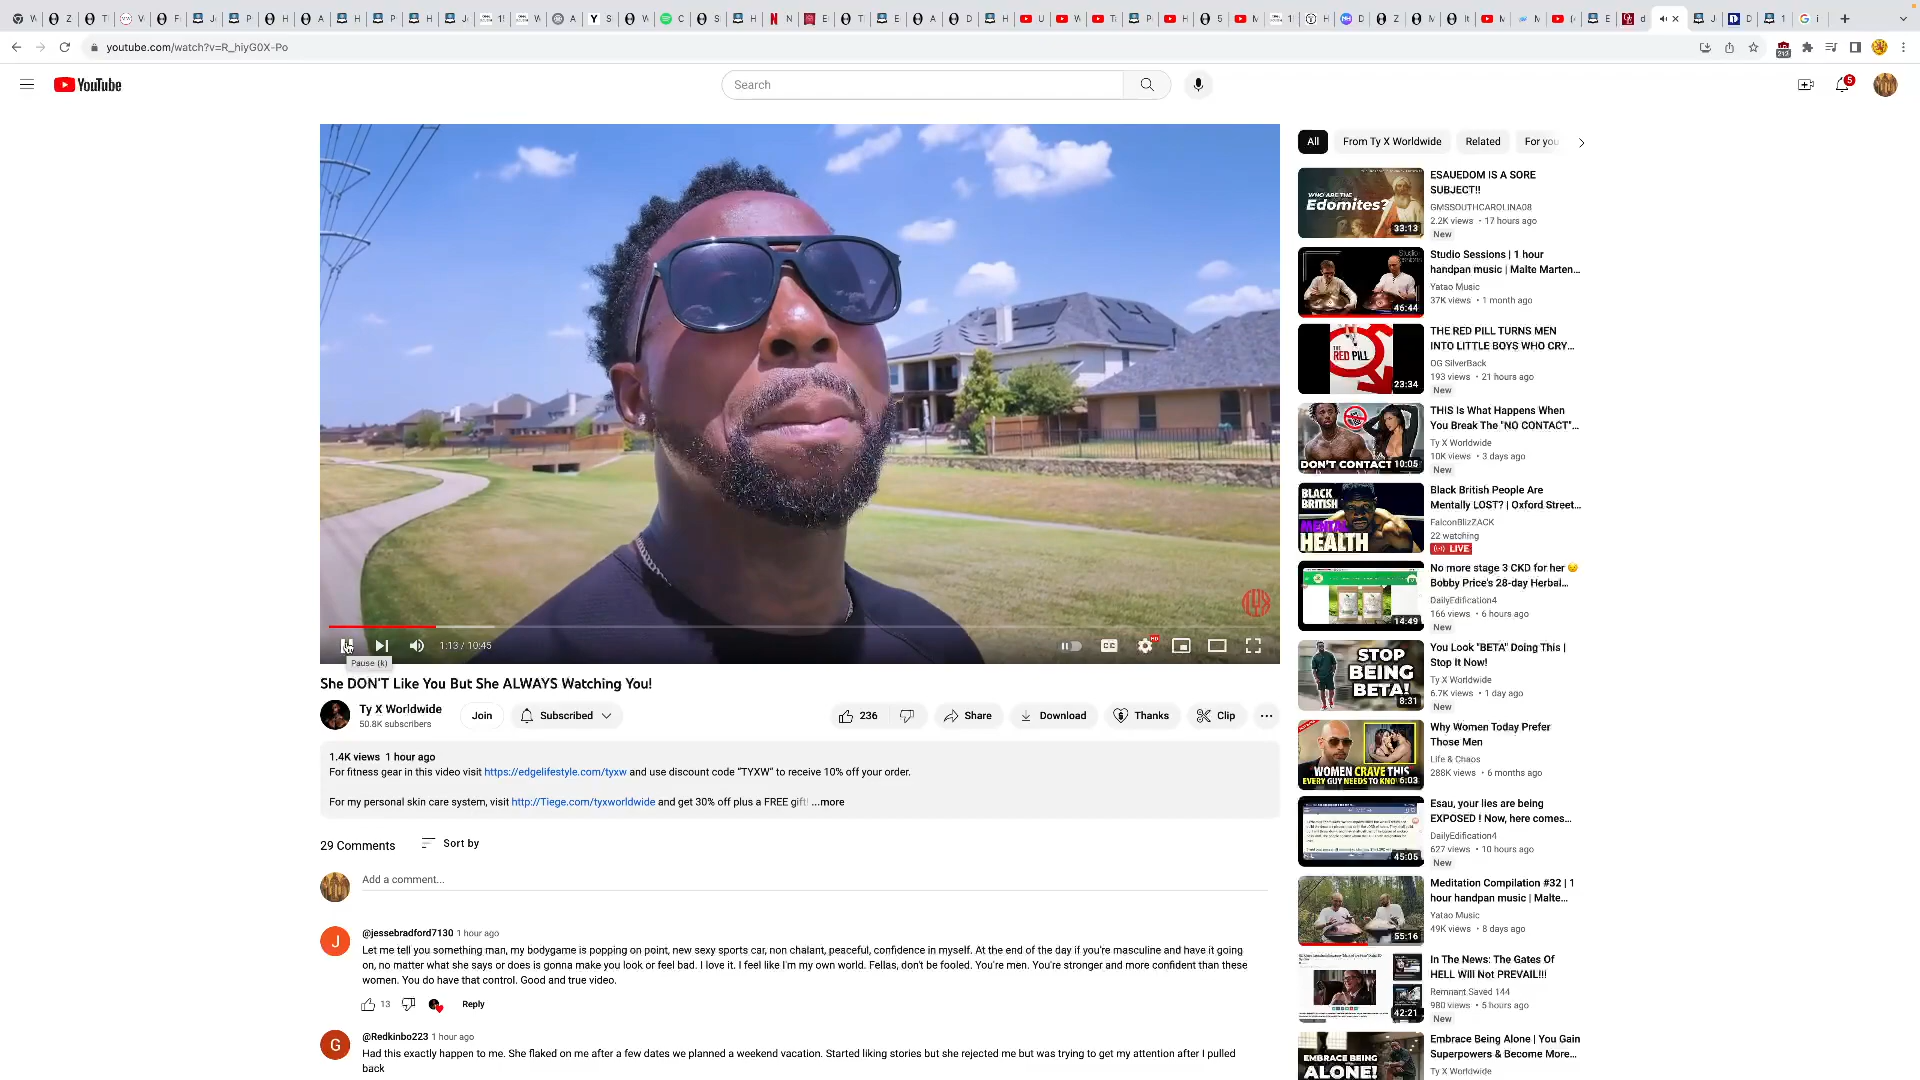 youtube.com/watch?v=R_hiyG0X-Po
212
YouTube
Search
5
1:13 / 10:45
CC
HD
Pause (k)
She DON'T Like You But She ALWAYS Watching You!
Ty X Worldwide
50.8K subscribers
Join
Subscribed
236
Share
Download
Thanks
Clip
1.4K views 1 hour ago
For fitness gear in this video visit https://edgelifestyle.com/tyxw and use discount code "TYXW" to receive 10% off your order.
For my personal skin care system, visit http://Tiege.com/tyxworldwide and get 30% off plus a FREE gift! ...more
29 Comments
Sort by
Add a comment...
J
@jessebradford7130 1 hour ago
Let me tell you something man, my bodygame is popping on point, new sexy sports car, non chalant, peaceful, confidence in myself. At the end of the day if you're masculine and have it going
on, no matter what she says or does is gonna make you look or feel bad. I love it. I feel like I'm my own world. Fellas, don't be fooled. You're men. You're stronger and more confident than these
women. You do have that control. Good and true video.
13
Reply
G
@Redkinbo223 1 hour ago
Had this exactly happen to me. She flaked on me after a few dates we planned a weekend vacation. Started liking stories but she rejected me but was trying to get my attention after I pulled
back
All
From Ty X Worldwide
Related
For you
WHO ARE THE
Edomites?
33:13
ESAUEDOM IS A SORE
SUBJECT!!
GMSSOUTHCAROLINA08
2.2K views • 17 hours ago
New
46:44
Studio Sessions | 1 hour
handpan music | Malte Marten...
Yatao Music
37K views • 1 month ago
THE
RED PILL
23:34
THE RED PILL TURNS MEN
INTO LITTLE BOYS WHO CRY...
OG SilverBack
193 views • 21 hours ago
New
DON'T CONTACT
10:05
THIS Is What Happens When
You Break The "NO CONTACT"...
Ty X Worldwide
10K views • 3 days ago
New
BLACK
BRITISH
MENTAL
HEALTH
Black British People Are
Mentally LOST? | Oxford Street...
FalconBlizZACK
22 watching
LIVE
14:49
No more stage 3 CKD for her 😔
Bobby Price's 28-day Herbal...
DailyEdification4
166 views • 6 hours ago
New
STOP
BEING
BETA!
8:31
You Look "BETA" Doing This |
Stop It Now!
Ty X Worldwide
6.7K views • 1 day ago
New
WOMEN CRAVE THIS
EVERY GUY NEEDS TO KNOW
6:03
Why Women Today Prefer
Those Men
Life & Chaos
288K views • 6 months ago
45:05
Esau, your lies are being
EXPOSED ! Now, here comes...
DailyEdification4
627 views • 10 hours ago
New
55:16
Meditation Compilation #32 | 1
hour handpan music | Malte...
Yatao Music
49K views • 8 days ago
42:21
In The News: The Gates Of
HELL Will Not PREVAIL!!!
Remnant Saved 144
980 views • 5 hours ago
New
EMBRACE BEING
ALONE!
Embrace Being Alone | You Gain
Superpowers & Become More...
Ty X Worldwide